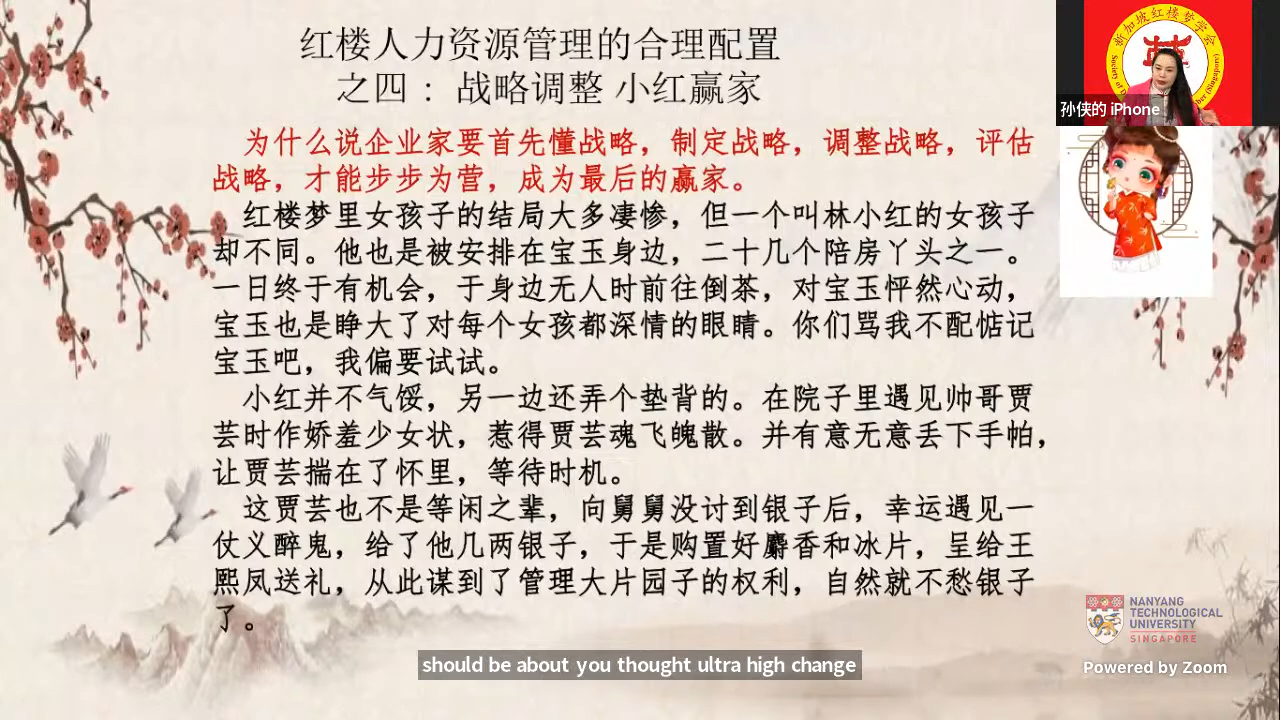 红楼人力资源管理的合理配置
之四 ：战略调整 小红赢家
为什么说企业家要首先懂战略，制定战略，调整战略，评估
战略，才能步步为营，成为最后的赢家。
红楼梦里女孩子的结局大多凄惨，但一个叫林小红的女孩子
却不同。他也是被安排在宝玉身边，二十几个陪房丫头之一。
一日终于有机会，于身边无人时前往倒茶，对宝玉怦然心动，
宝玉也是睁大了对每个女孩都深情的眼睛。你们骂我不配惦记
宝玉吧，我偏要试试。
小红并不气馁，另一边还弄个垫背的。在院子里遇见帅哥贾
芸时作娇羞少女状，惹得贾芸魂飞魄散。并有意无意丢下手帕，
让贾芸揣在了怀里，等待时机。
这贾芸也不是等闲之辈，向舅舅没讨到银子后，幸运遇见一
仗义醉鬼，给了他几两银子，于是购置好麝香和冰片，呈给王
熙凤送礼，从此谋到了管理大片园子的权利，自然就不愁银子
了。
新加坡红楼梦学会
孙侠的 iPhone
NANYANG
TECHNOLOGICAL
UNIVERSITY
SINGAPORE
Powered by Zoom
should be about you thought ultra high change